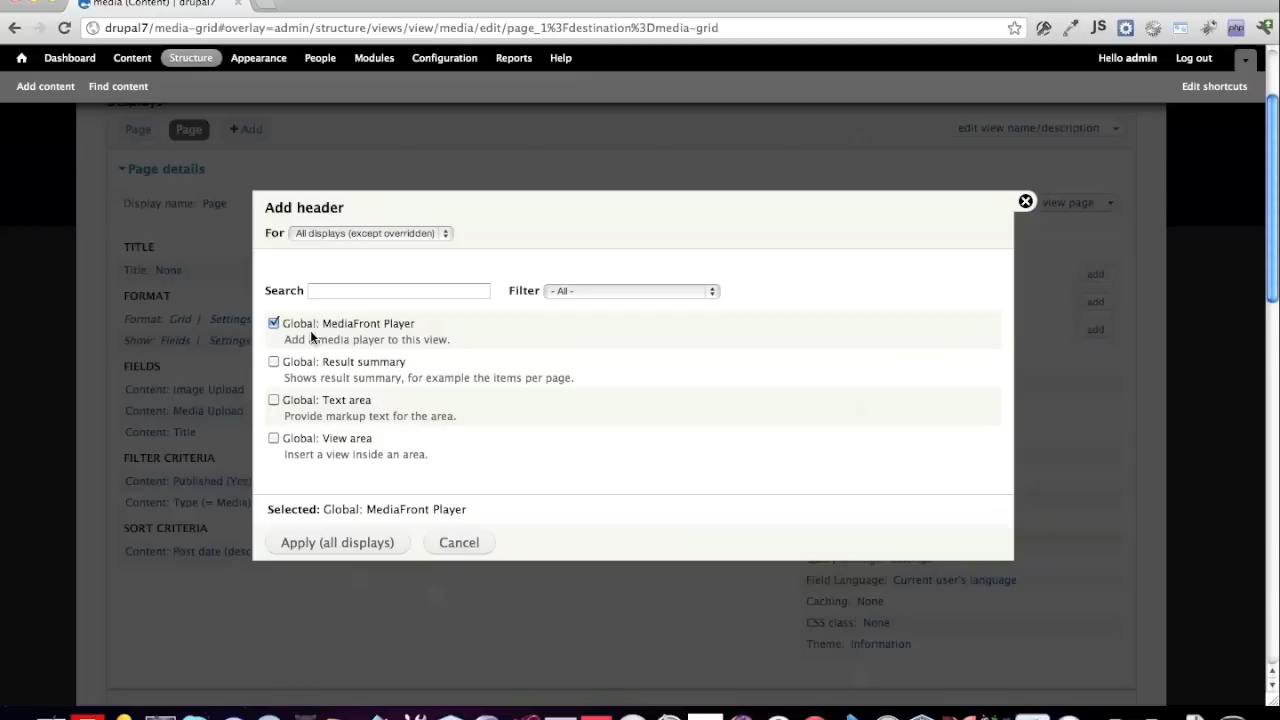 media (Content) | drupal7
drupal7/media-grid#overlay=admin/structure/views/view/media/edit/page_1%3Fdestination%3Dmedia-grid
JS
php
Dashboard Content Structure Appearance People Modules Configuration Reports Help Hello admin Log out
Add content Find content Edit shortcuts
Page Page + Add edit view name/description
Page details
Display name: Page view page
Add header
For All displays (except overridden)
TITLE
Title: None add
Search Filter - All -
FORMAT
Format: Grid | Settings add
Show: Fields | Settings add
Global: MediaFront Player
Add a media player to this view.
Global: Result summary
Shows result summary, for example the items per page.
Global: Text area
Provide markup text for the area.
Global: View area
Insert a view inside an area.
FIELDS
Content: Image Upload
Content: Media Upload
Content: Title
FILTER CRITERIA
Content: Published (Yes)
Content: Type (= Media)
SORT CRITERIA
Content: Post date (desc
Selected: Global: MediaFront Player
Apply (all displays) Cancel
Field Language: Current user's language
Caching: None
CSS class: None
Theme: Information